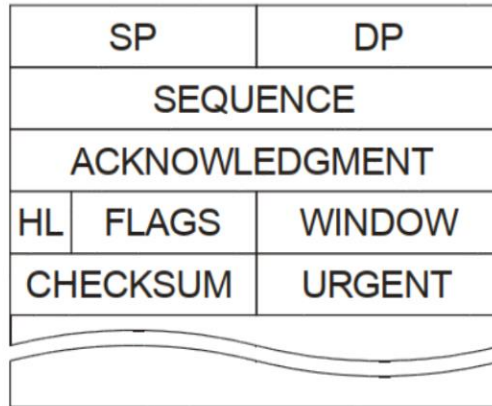 SP DP
SEQUENCE
ACKNOWLEDGMENT
HL FLAGS WINDOW
CHECKSUM URGENT